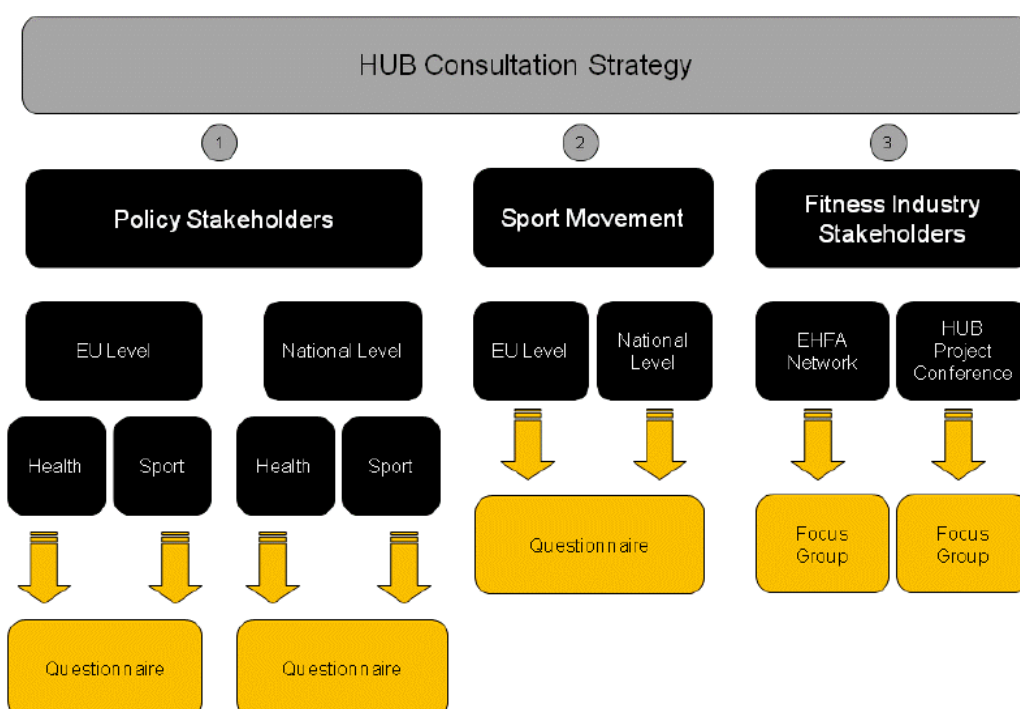 HUB Consultation Strategy
1
2
3
Policy Stakeholders
Sport Movement
Fitness Industry
Stakeholders
EU Level
National Level
EU Level
National
Level
EHFA
Network
HUB
Project
Conference
Health
Sport
Health
Sport
Questionnaire
Focus
Group
Focus
Group
Questionnaire
Questionnaire